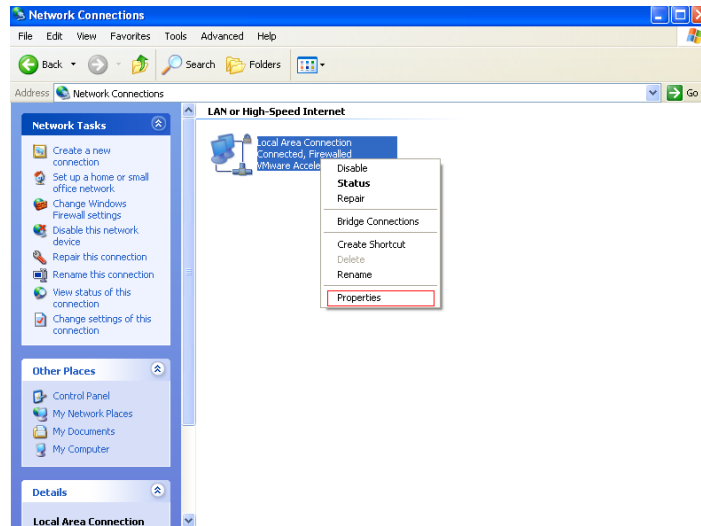 Network Connections
File Edit View Favorites Tools Advanced Help
Back Search Folders
Address Network Connections Go
Network Tasks
Create a new
connection
Set up a home or small
office network
Change Windows
Firewall settings
Disable this network
device
Repair this connection
Rename this connection
View status of this
connection
Change settings of this
connection
Other Places
Control Panel
My Network Places
My Documents
My Computer
Details
Local Area Connection
LAN or High-Speed Internet
Local Area Connection
Connected, Firewalled
VMware Accele
Disable
Status
Repair
Bridge Connections
Create Shortcut
Delete
Rename
Properties